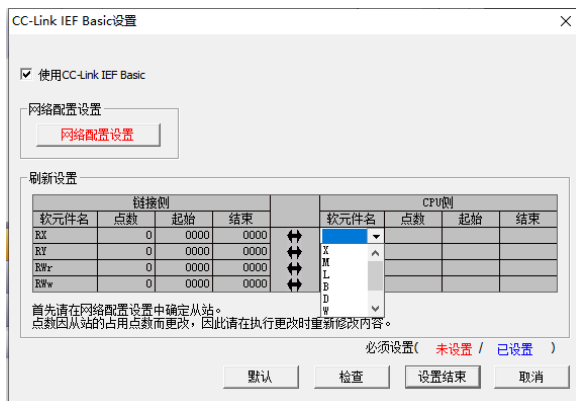 CC-Link IEF Basic设置
使用CC-Link IEF Basic
网络配置设置
网络配置设置
刷新设置
链接侧 CPU侧
软元件名 点数 起始 结束 软元件名 点数 起始 结束
RX 0 0000 0000
RY 0 0000 0000
RWr 0 0000 0000
RWw 0 0000 0000
X
M
L
B
D
W
首先请在网络配置设置中确定从站。
点数因从站的占用点数而更改，因此请在执行更改时重新修改内容。
必须设置( 未设置 / 已设置 )
默认 检查 设置结束 取消